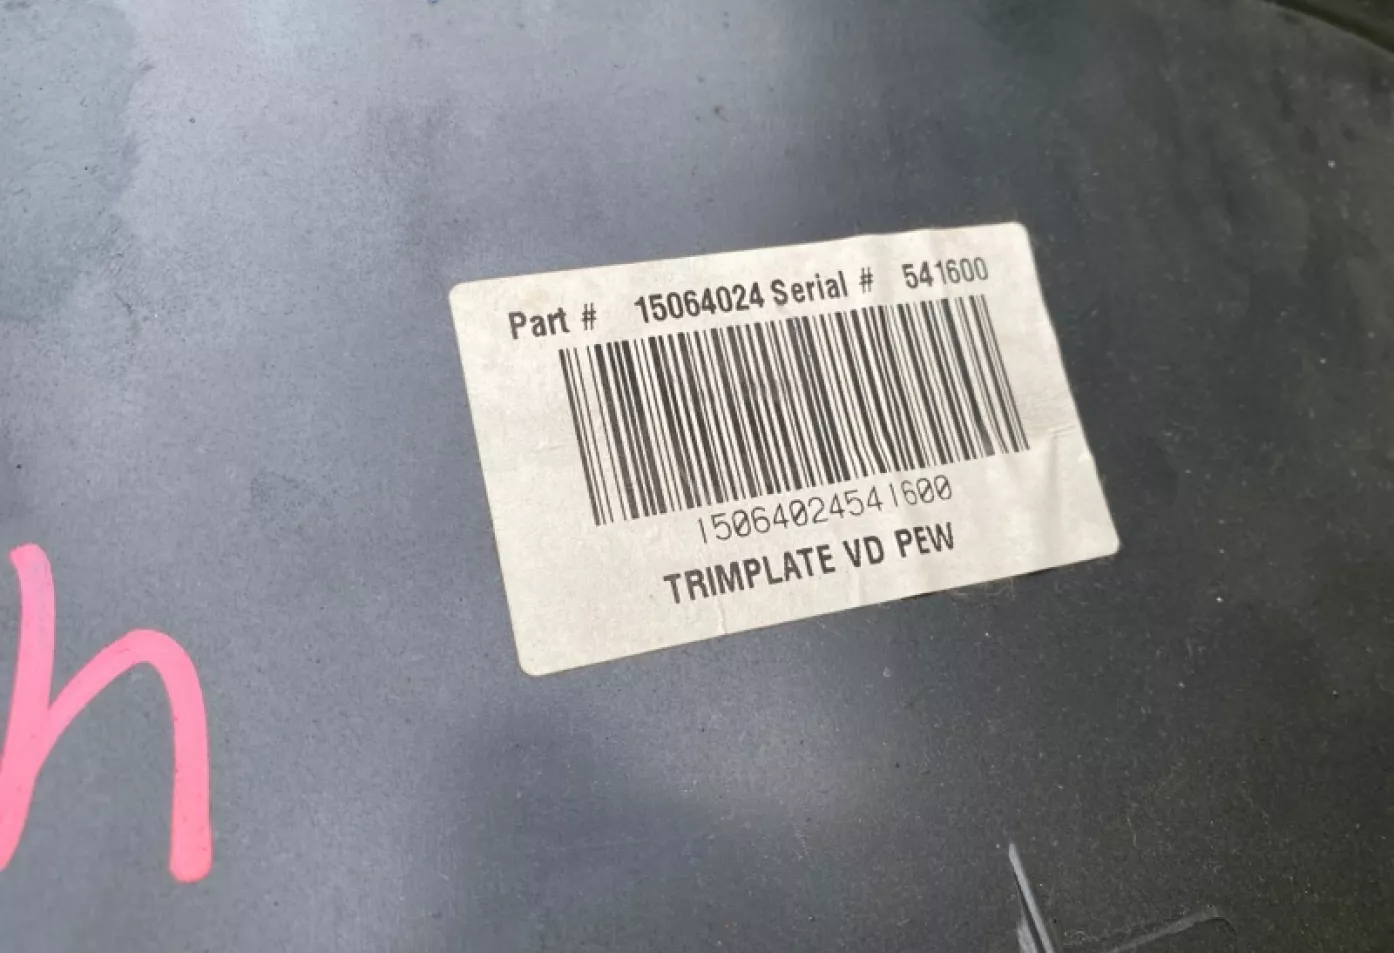 Part # 15064024 Serial # 541600
15064024541600
TRIMPLATE VD PEW
h